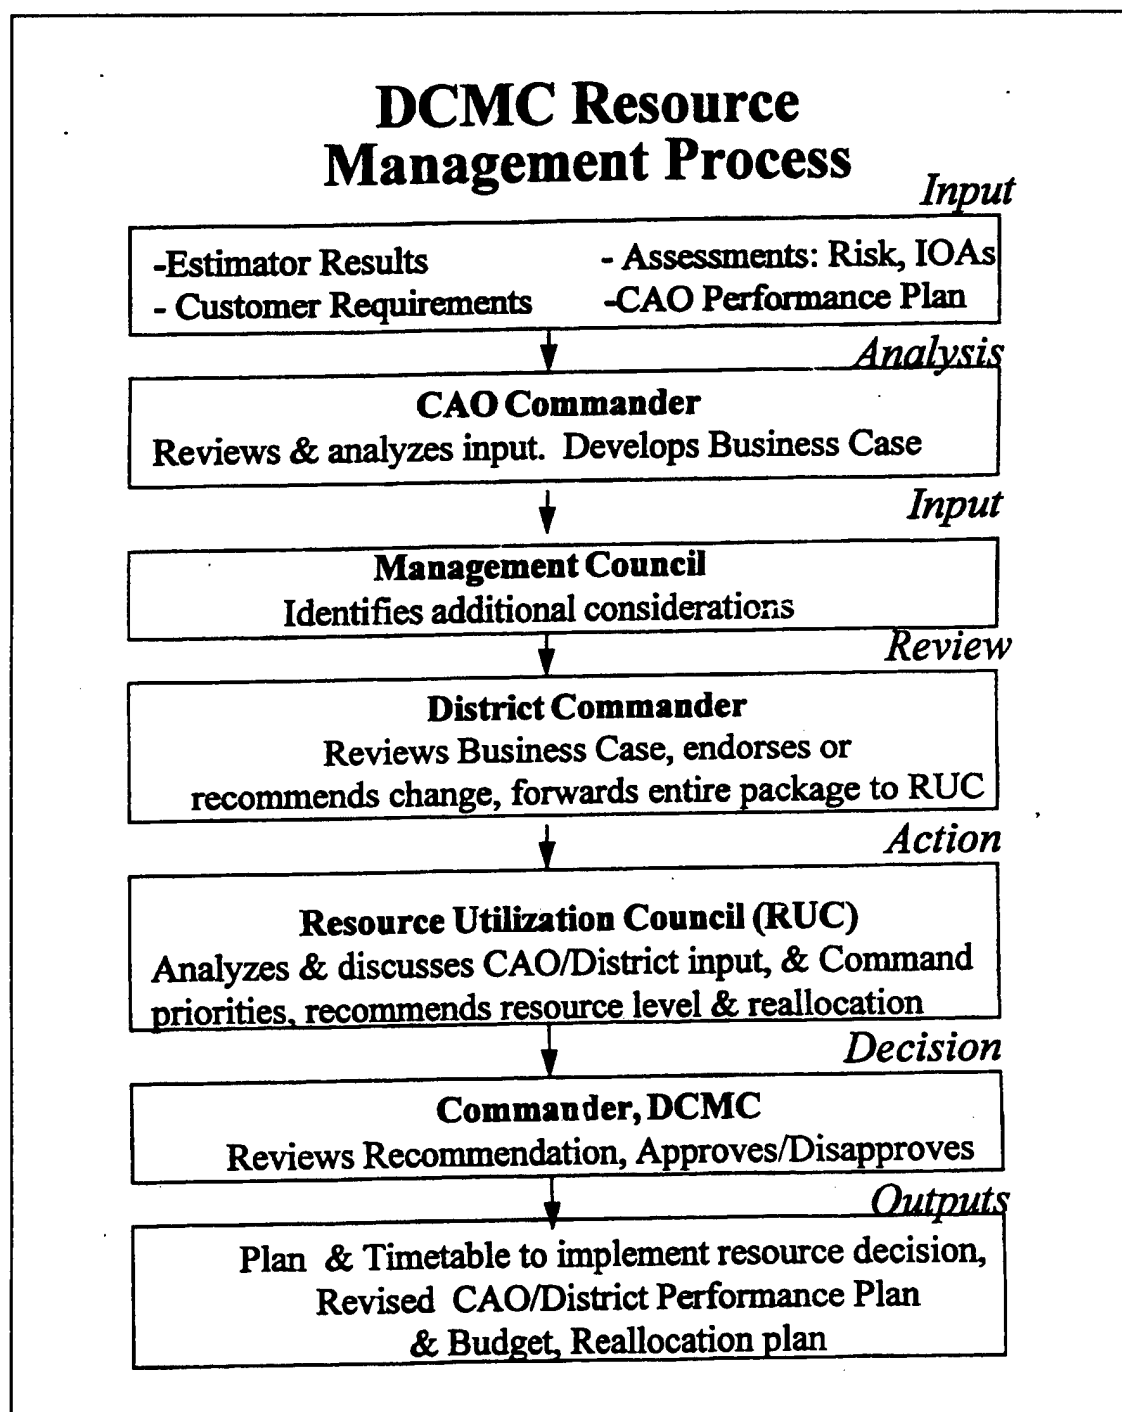 DCMC Resource
Management Process
Input
-Estimator Results
- Assessments: Risk, IOAs
- Customer Requirements
-CAO Performance Plan
Analysis
CAO Commander
Reviews & analyzes input. Develops Business Case
Input
Management Council
Identifies additional considerations
Review
District Commander
Reviews Business Case, endorses or
recommends change, forwards entire package to RUC
Action
Resource Utilization Council (RUC)
Analyzes & discusses CAO/District input, & Command
priorities, recommends resource level & reallocation
Decision
Commander, DCMC
Reviews Recommendation, Approves/Disapproves
Outputs
Plan & Timetable to implement resource decision,
Revised CAO/District Performance Plan
& Budget, Reallocation plan